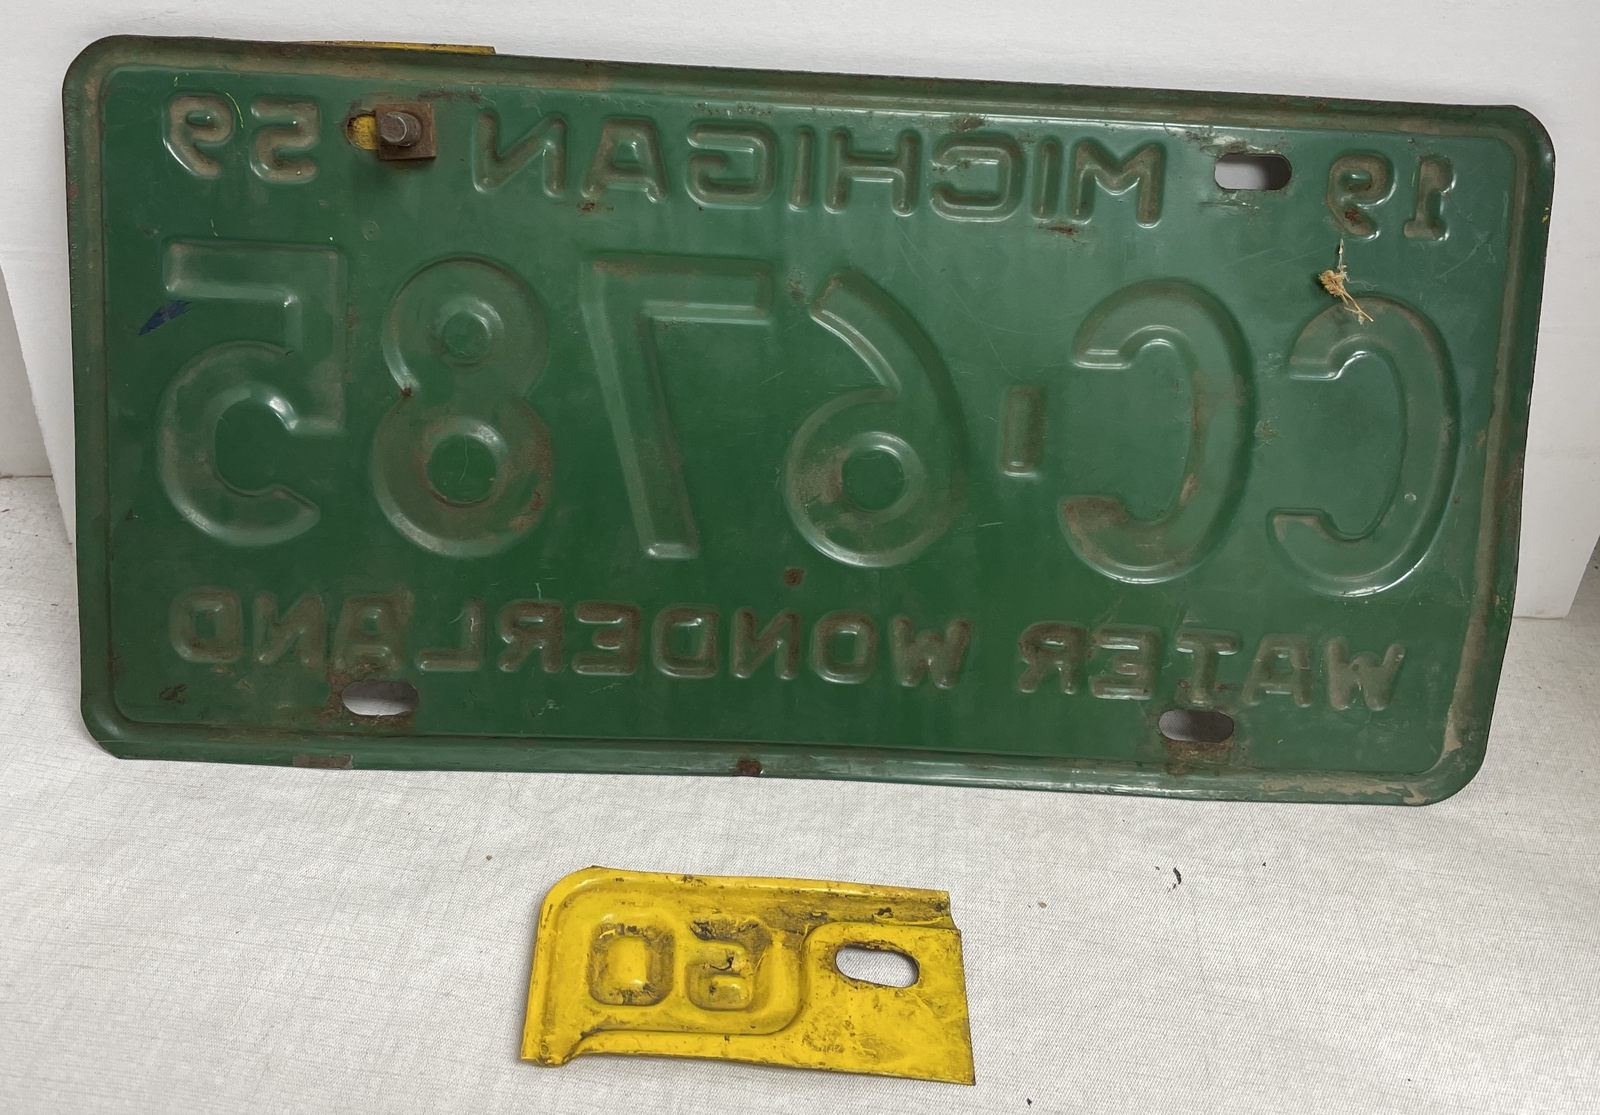 19 MICHIGAN 59
CC-6785
WATER WONDERLAND
60